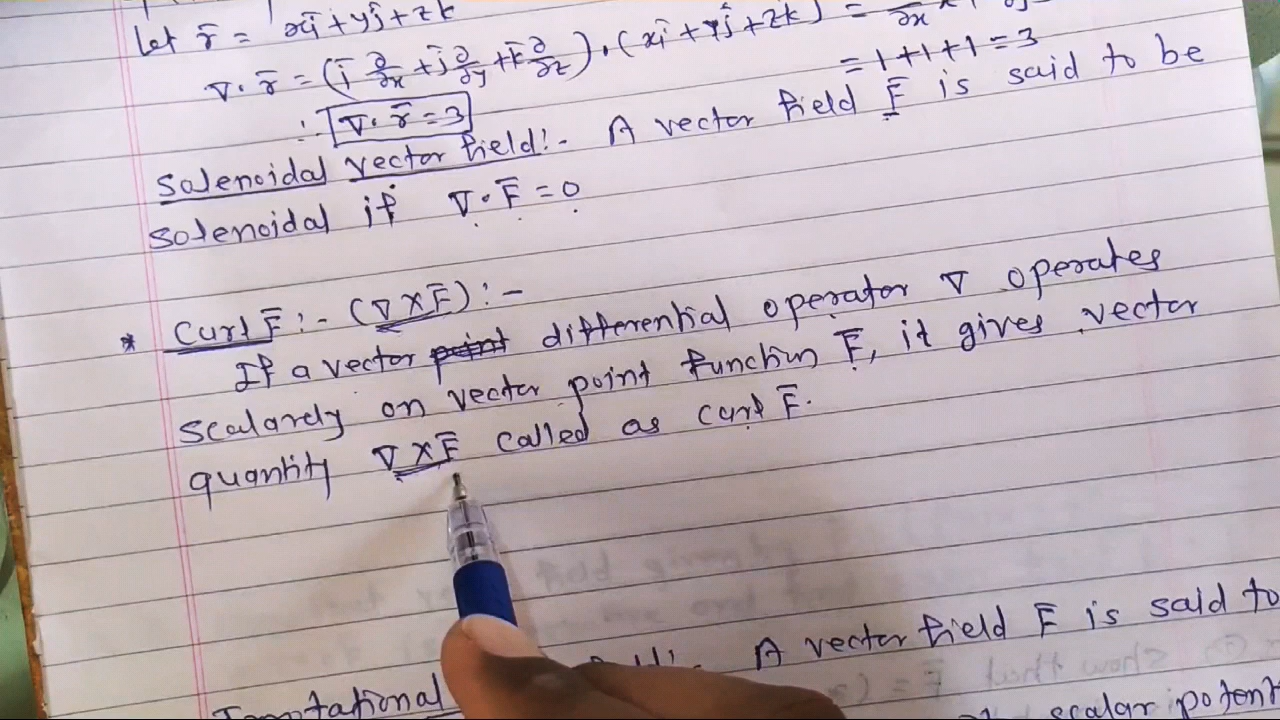 Let r̄ = xī + yj̄ + zk̄
∇ · r̄ = (ī ∂/∂x + j̄ ∂/∂y + k̄ ∂/∂z) · (xī + yj̄ + zk̄) =
= 1 + 1 + 1 = 3
∴ ∇ · r̄ = 3
Solenoidal vector field :- A vector field F̄ is said to be
solenoidal if ∇ · F̄ = 0
* Curl F̄ :- (∇ × F̄) :-
If a vector point differential operator ∇ operates
scalarely on vector point function F̄, it gives vector
quantity ∇ × F̄ called as curl F̄.
A vector field F̄ is said to
Irrotational
scalar potent